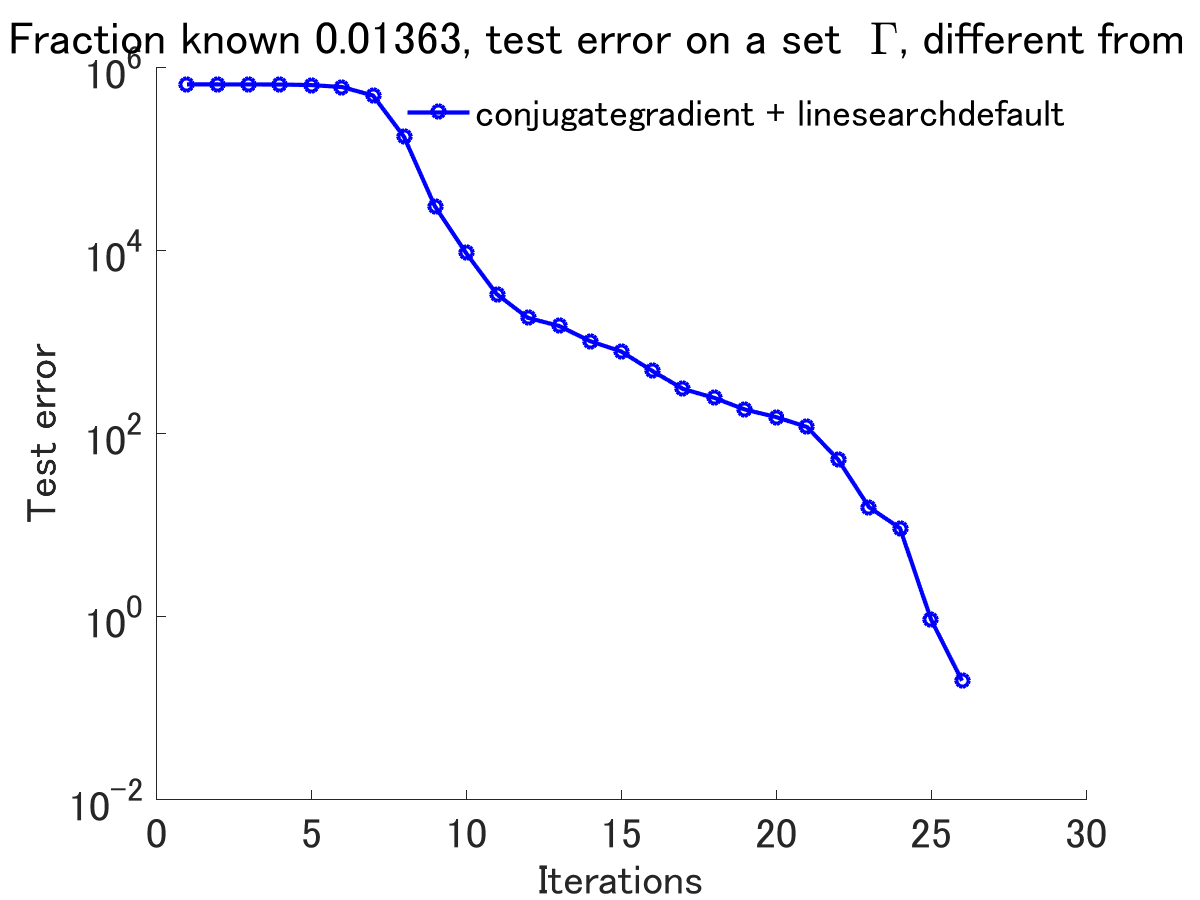 Fraction known 0.01363, test error on a set Γ, different from
10^6
conjugategradient + linesearchdefault
10^4
Test error
10^2
10^0
10^−2
0 5 10 15 20 25 30
Iterations